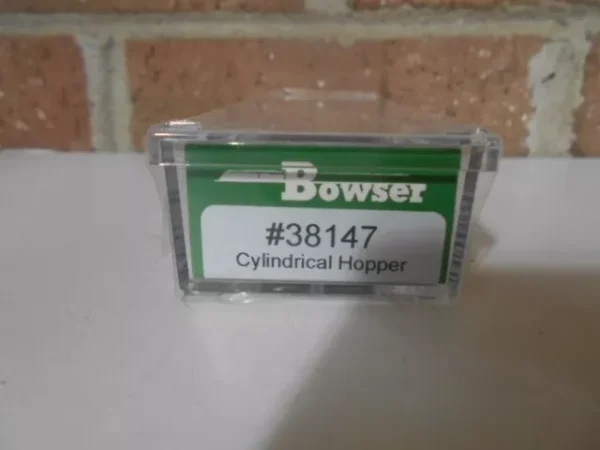 Bowser
#38147
Cylindrical Hopper